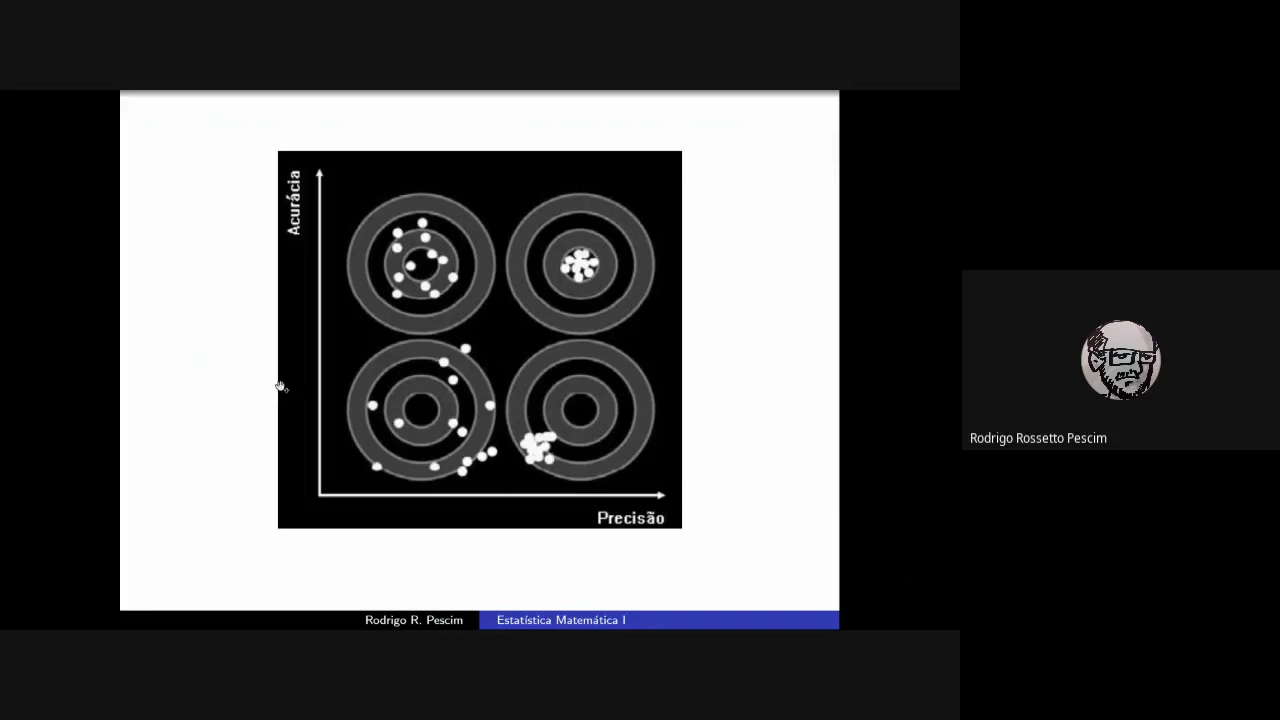 Acurácia
Precisão
Rodrigo Rossetto Pescim
Rodrigo R. Pescim
Estatística Matemática I